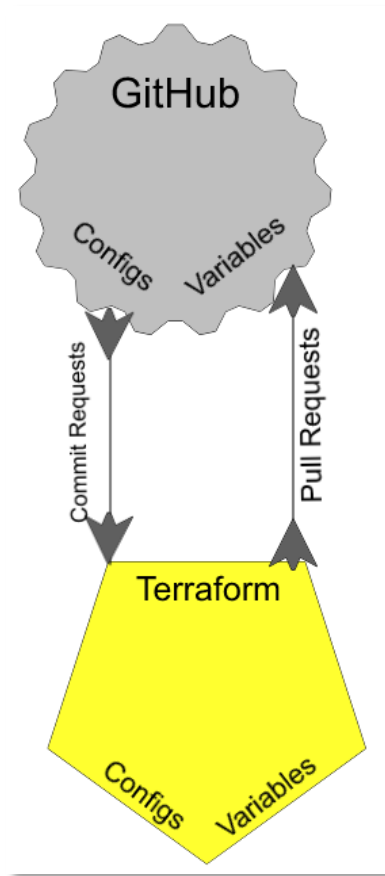 GitHub
Configs
Variables
Commit Requests
Pull Requests
Terraform
Configs
Variables